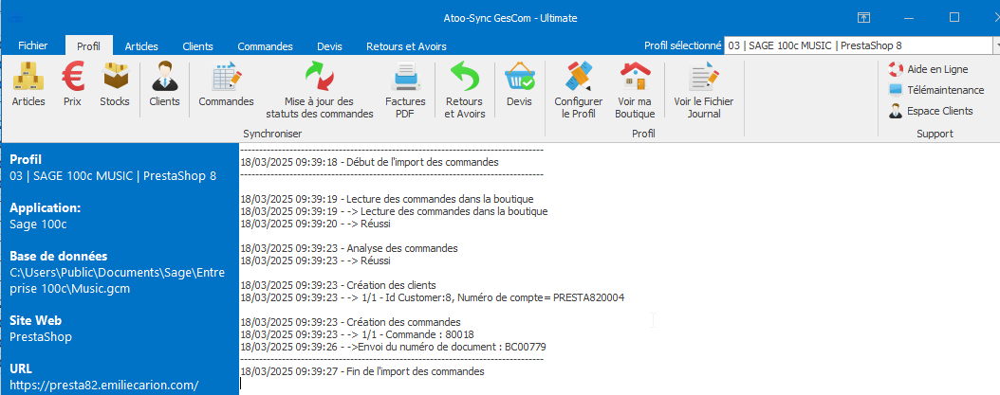 Atoo-Sync GesCom - Ultimate
Fichier Profil Articles Clients Commandes Devis Retours et Avoirs Profil sélectionné 03 | SAGE 100c MUSIC | PrestaShop 8
Articles
Prix
Stocks
Clients
Commandes
Mise à jour des
statuts des commandes
Factures
PDF
Retours
et Avoirs
Devis
Synchroniser
Configurer
le Profil
Voir ma
Boutique
Voir le Fichier
Journal
Profil
Aide en Ligne
Télémaintenance
Espace Clients
Support
Profil
03 | SAGE 100c MUSIC | PrestaShop 8
Application:
Sage 100c
Base de données
C:\Users\Public\Documents\Sage\Entre
prise 100c\Music.gcm
Site Web
PrestaShop
URL
https://presta82.emiliecarion.com/
18/03/2025 09:39:18 - Début de l'import des commandes
18/03/2025 09:39:19 - Lecture des commandes dans la boutique
18/03/2025 09:39:19 - --> Lecture des commandes dans la boutique
18/03/2025 09:39:20 - --> Réussi
18/03/2025 09:39:23 - Analyse des commandes
18/03/2025 09:39:23 - --> Réussi
18/03/2025 09:39:23 - Création des clients
18/03/2025 09:39:23 - --> 1/1 - Id Customer:8, Numéro de compte= PRESTA820004
18/03/2025 09:39:23 - Création des commandes
18/03/2025 09:39:23 - --> 1/1 - Commande : 80018
18/03/2025 09:39:26 - -->Envoi du numéro de document : BC00779
18/03/2025 09:39:27 - Fin de l'import des commandes